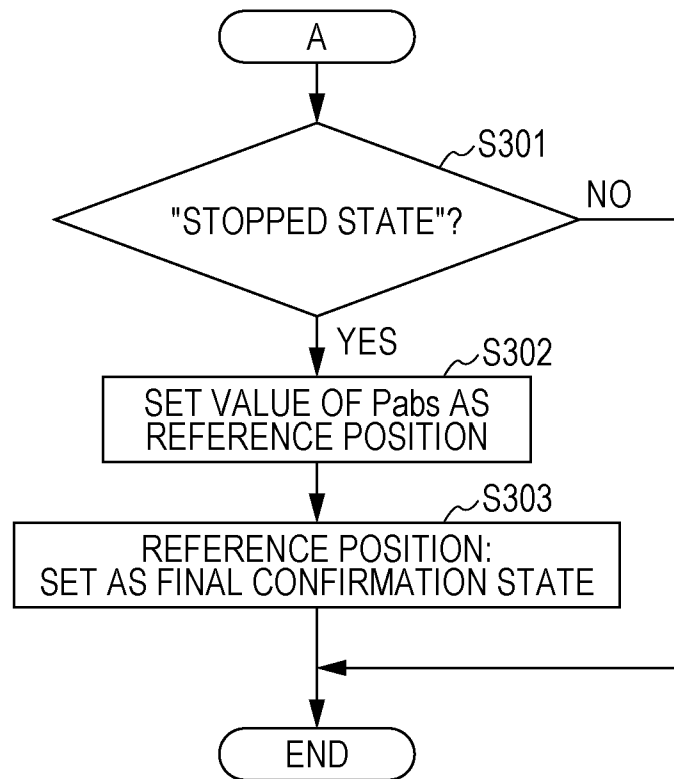 A
S301
"STOPPED STATE"?
NO
YES
S302
SET VALUE OF Pabs AS
REFERENCE POSITION
S303
REFERENCE POSITION:
SET AS FINAL CONFIRMATION STATE
END